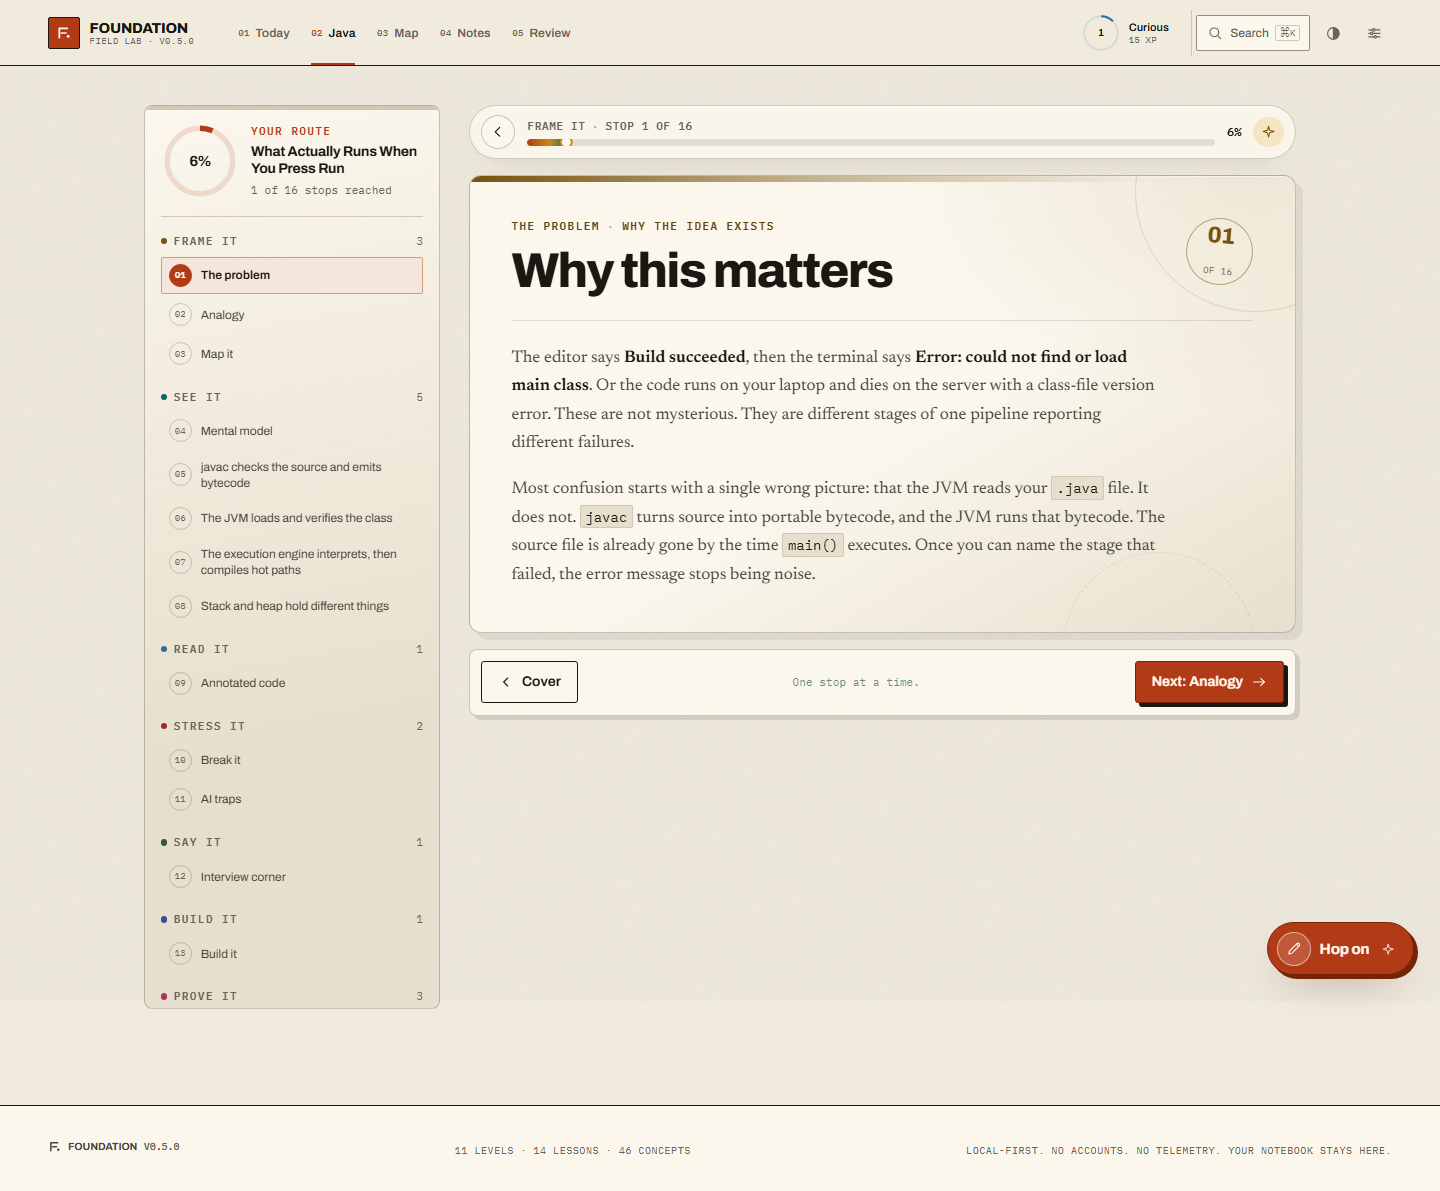 FOUNDATION
FIELD LAB · V0.5.0
01 Today
02 Java
03 Map
04 Notes
05 Review
1
Curious
15 XP
Search ⌘K
6%
YOUR ROUTE
What Actually Runs When
You Press Run
1 of 16 stops reached
FRAME IT 3
01 The problem
02 Analogy
03 Map it
SEE IT 5
04 Mental model
05 javac checks the source and emits
bytecode
06 The JVM loads and verifies the class
07 The execution engine interprets, then
compiles hot paths
08 Stack and heap hold different things
READ IT 1
09 Annotated code
STRESS IT 2
10 Break it
11 AI traps
SAY IT 1
12 Interview corner
BUILD IT 1
13 Build it
PROVE IT 3
FRAME IT · STOP 1 OF 16
6%
THE PROBLEM · WHY THE IDEA EXISTS
Why this matters
01
OF 16
The editor says Build succeeded, then the terminal says Error: could not find or load
main class. Or the code runs on your laptop and dies on the server with a class-file version
error. These are not mysterious. They are different stages of one pipeline reporting
different failures.
Most confusion starts with a single wrong picture: that the JVM reads your .java file. It
does not. javac turns source into portable bytecode, and the JVM runs that bytecode. The
source file is already gone by the time main() executes. Once you can name the stage that
failed, the error message stops being noise.
Cover
One stop at a time.
Next: Analogy
Hop on
FOUNDATION V0.5.0
11 LEVELS · 14 LESSONS · 46 CONCEPTS
LOCAL-FIRST. NO ACCOUNTS. NO TELEMETRY. YOUR NOTEBOOK STAYS HERE.